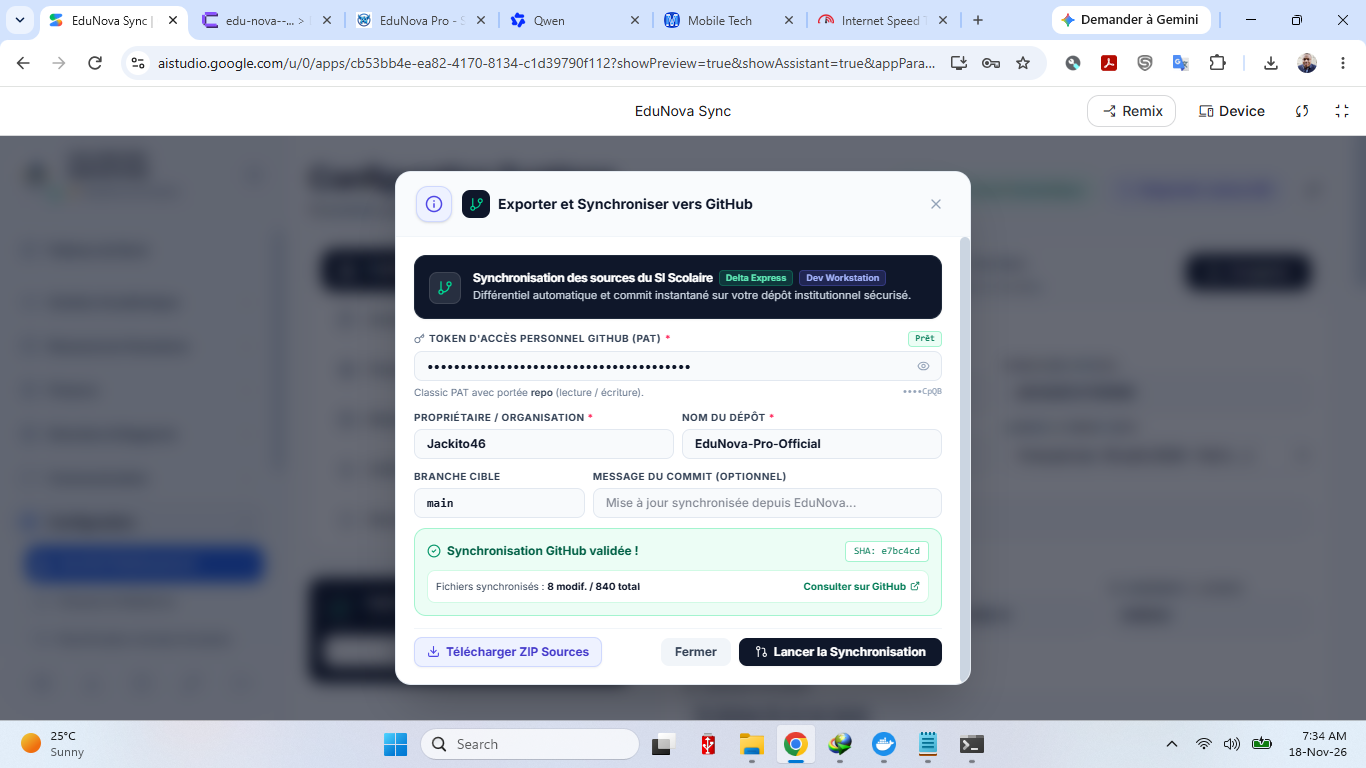 EduNova Sync |
edu-nova--... >
EduNova Pro - S
Qwen
Mobile Tech
Internet Speed T
Demander à Gemini
aistudio.google.com/u/0/apps/cb53bb4e-ea82-4170-8134-c1d39790f112?showPreview=true&showAssistant=true&appPara...
EduNova Sync
Remix
Device
Exporter et Synchroniser vers GitHub
Synchronisation des sources du SI Scolaire Delta Express Dev Workstation
Différentiel automatique et commit instantané sur votre dépôt institutionnel sécurisé.
TOKEN D'ACCÈS PERSONNEL GITHUB (PAT) * Prêt
••••••••••••••••••••••••••••••••••••••••
Classic PAT avec portée repo (lecture / écriture). ••••CpQB
PROPRIÉTAIRE / ORGANISATION * NOM DU DÉPÔT *
Jackito46 EduNova-Pro-Official
BRANCHE CIBLE MESSAGE DU COMMIT (OPTIONNEL)
main Mise à jour synchronisée depuis EduNova...
Synchronisation GitHub validée ! SHA: e7bc4cd
Fichiers synchronisés : 8 modif. / 840 total Consulter sur GitHub
Télécharger ZIP Sources Fermer Lancer la Synchronisation
25°C
Sunny
Search
7:34 AM
18-Nov-26